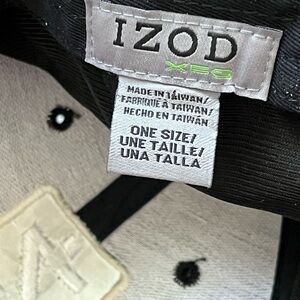 IZOD
XFG
MADE IN TAIWAN/
FABRIQUÉ À TAIWAN/
HECHO EN TAIWÁN
ONE SIZE/
UNE TAILLE/
UNA TALLA